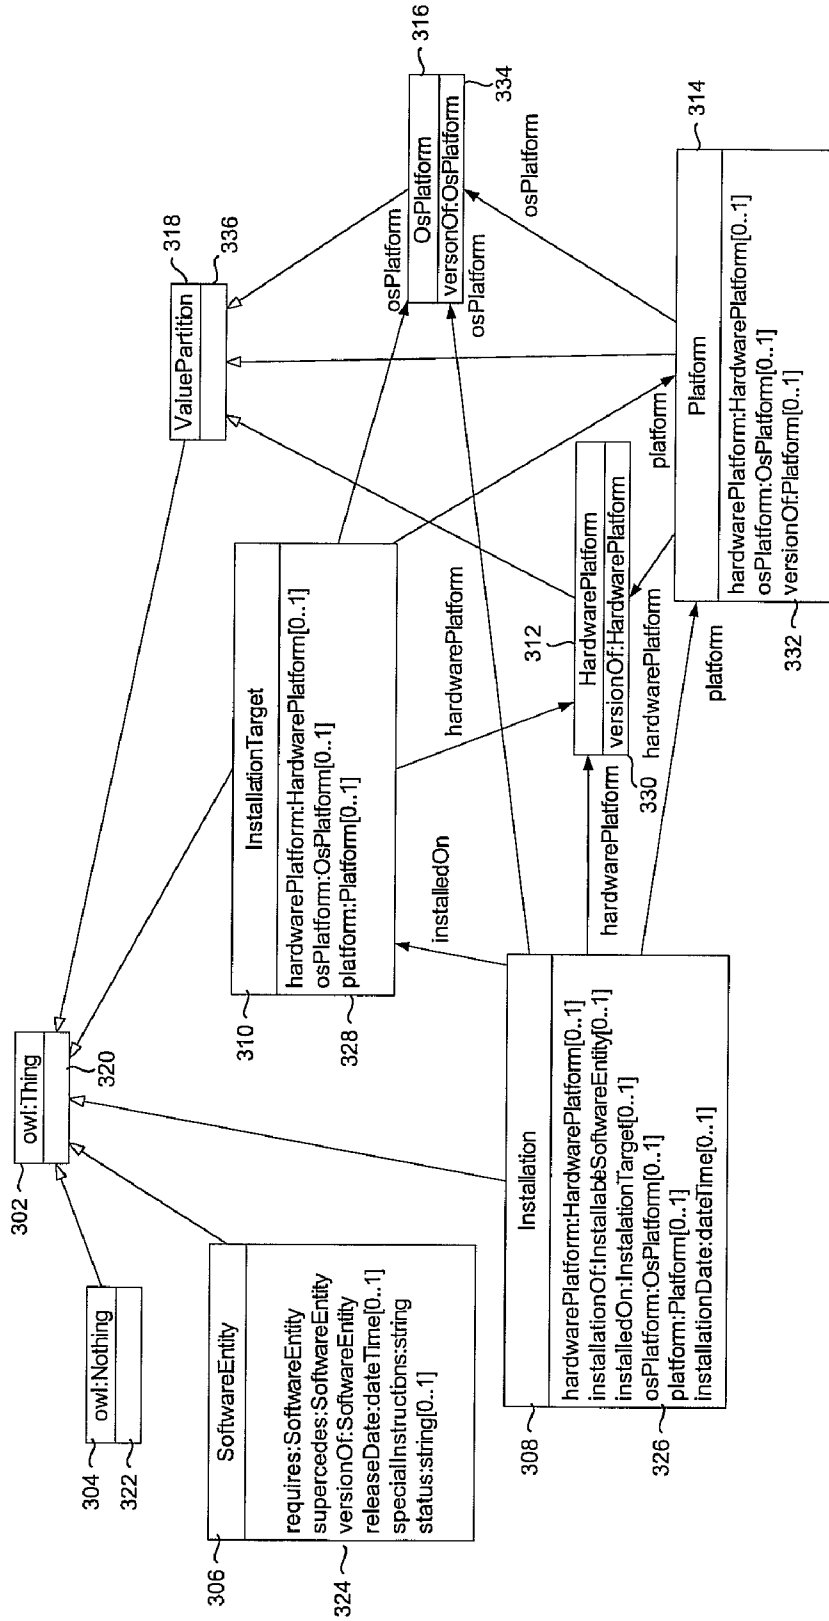 302
owl:Thing
320
304
owl:Nothing
322
306
SoftwareEntity
requires:SoftwareEntity
supercedes:SoftwareEntity
versionOf:SoftwareEntity
releaseDate:dateTime[0..1]
specialInstructions:string
status:string[0..1]
324
318
ValuePartition
336
310
InstallationTarget
hardwarePlatform:HardwarePlatform[0..1]
osPlatform:OsPlatform[0..1]
platform:Platform[0..1]
328
316
OsPlatform
versonOf:OsPlatform
334
osPlatform
osPlatform
osPlatform
installedOn
hardwarePlatform
platform
308
Installation
hardwarePlatform:HardwarePlatform[0..1]
installationOf:InstallabeSoftwareEntity[0..1]
installedOn:InstalationTarget[0..1]
osPlatform:OsPlatform[0..1]
platform:Platform[0..1]
installationDate:dateTime[0..1]
326
312
HardwarePlatform
versionOf:HardwarePlatform
330
hardwarePlatform
hardwarePlatform
platform
314
Platform
hardwarePlatform:HardwarePlatform[0..1]
osPlatform:OsPlatform[0..1]
versionOf:Platform[0..1]
332